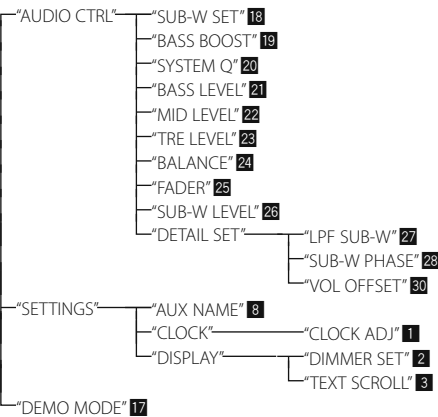 “AUDIO CTRL” “SUB-W SET” 18
“BASS BOOST” 19
“SYSTEM Q” 20
“BASS LEVEL” 21
“MID LEVEL” 22
“TRE LEVEL” 23
“BALANCE” 24
“FADER” 25
“SUB-W LEVEL” 26
“DETAIL SET” “LPF SUB-W” 27
“SUB-W PHASE” 28
“VOL OFFSET” 30
“SETTINGS” “AUX NAME” 8
“CLOCK” “CLOCK ADJ” 1
“DISPLAY” “DIMMER SET” 2
“TEXT SCROLL” 3
“DEMO MODE” 17